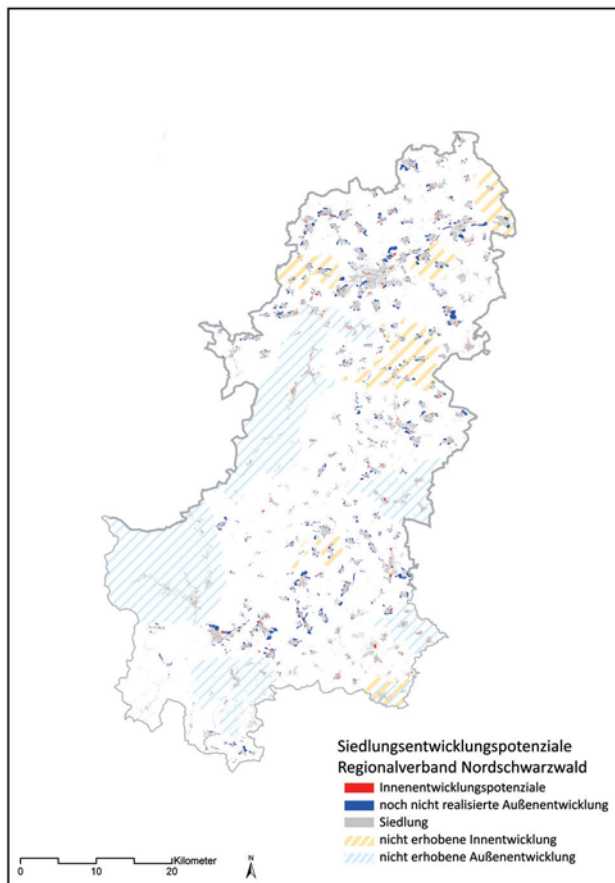 Siedlungsentwicklungspotenziale
Regionalverband Nordschwarzwald
Innenentwicklungspotenziale
noch nicht realisierte Außenentwicklung
Siedlung
nicht erhobene Innentwicklung
nicht erhobene Außenentwicklung
Kilometer
0 10 20
N